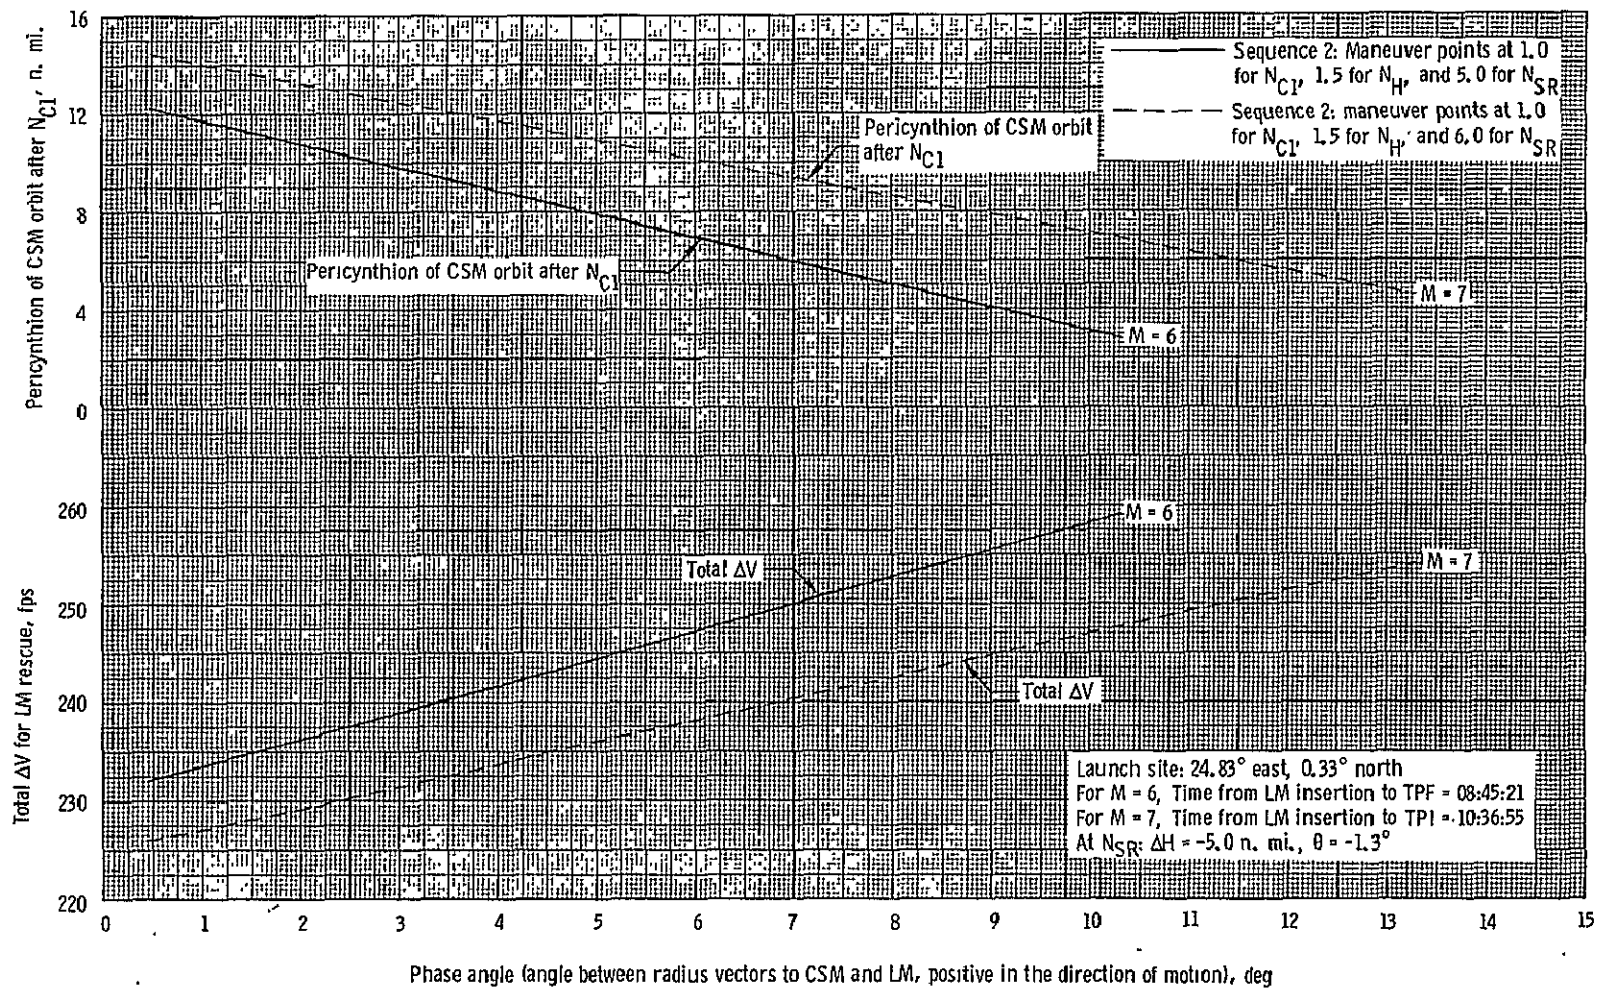 Pericynthion of CSM orbit after N_C1, n. mi.
16
12
8
4
0
Sequence 2: Maneuver points at 1.0
for N_C1, 1.5 for N_H, and 5.0 for N_SR
Sequence 2: maneuver points at 1.0
for N_C1, 1.5 for N_H, and 6.0 for N_SR
Pericynthion of CSM orbit
after N_C1
Pericynthion of CSM orbit after N_C1
M = 7
M = 6
Total ΔV for LM rescue, fps
260
250
240
230
220
M = 6
Total ΔV
M = 7
Total ΔV
Launch site: 24.83° east, 0.33° north
For M = 6, Time from LM insertion to TPF = 08:45:21
For M = 7, Time from LM insertion to TPI = 10:36:55
At N_SR: ΔH = -5.0 n. mi., θ = -1.3°
0 1 2 3 4 5 6 7 8 9 10 11 12 13 14 15
Phase angle (angle between radius vectors to CSM and LM, positive in the direction of motion), deg